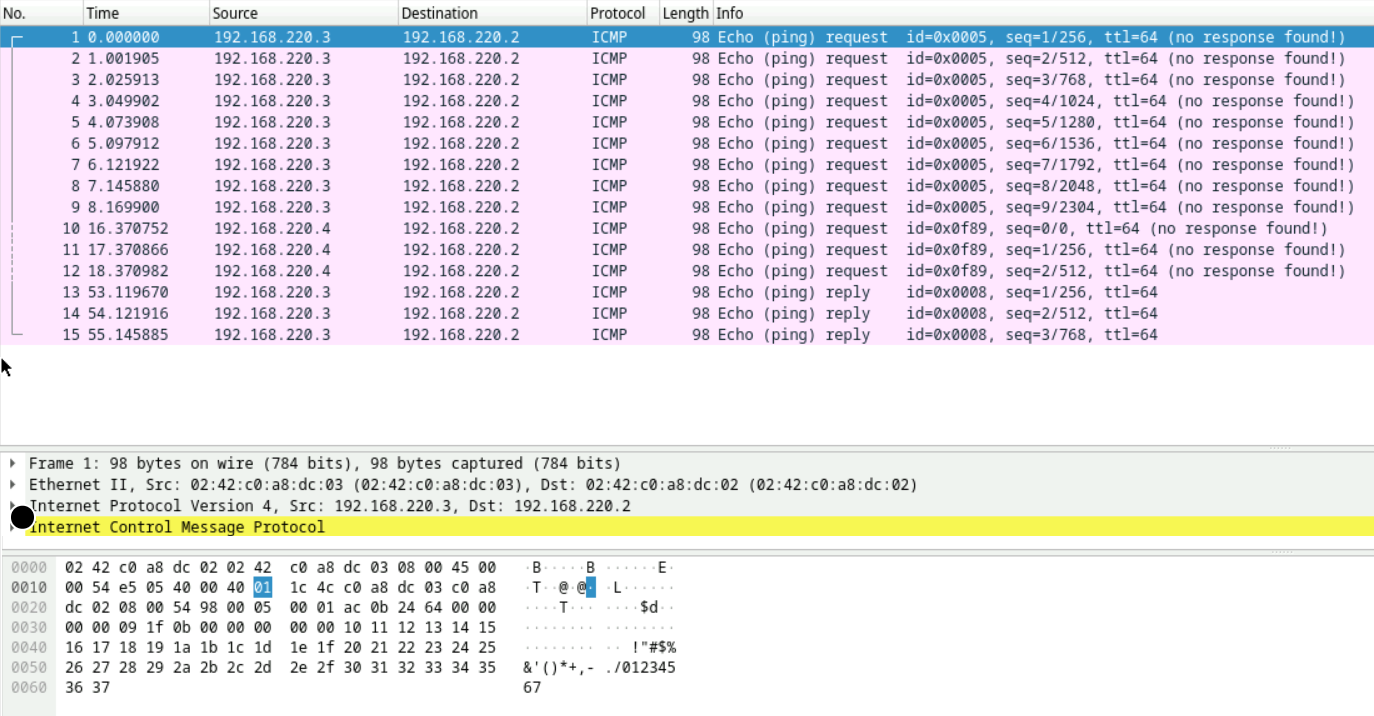 No. Time Source Destination Protocol Length Info
1 0.000000 192.168.220.3 192.168.220.2 ICMP 98 Echo (ping) request id=0x0005, seq=1/256, ttl=64 (no response found!)
2 1.001905 192.168.220.3 192.168.220.2 ICMP 98 Echo (ping) request id=0x0005, seq=2/512, ttl=64 (no response found!)
3 2.025913 192.168.220.3 192.168.220.2 ICMP 98 Echo (ping) request id=0x0005, seq=3/768, ttl=64 (no response found!)
4 3.049902 192.168.220.3 192.168.220.2 ICMP 98 Echo (ping) request id=0x0005, seq=4/1024, ttl=64 (no response found!)
5 4.073908 192.168.220.3 192.168.220.2 ICMP 98 Echo (ping) request id=0x0005, seq=5/1280, ttl=64 (no response found!)
6 5.097912 192.168.220.3 192.168.220.2 ICMP 98 Echo (ping) request id=0x0005, seq=6/1536, ttl=64 (no response found!)
7 6.121922 192.168.220.3 192.168.220.2 ICMP 98 Echo (ping) request id=0x0005, seq=7/1792, ttl=64 (no response found!)
8 7.145880 192.168.220.3 192.168.220.2 ICMP 98 Echo (ping) request id=0x0005, seq=8/2048, ttl=64 (no response found!)
9 8.169900 192.168.220.3 192.168.220.2 ICMP 98 Echo (ping) request id=0x0005, seq=9/2304, ttl=64 (no response found!)
10 16.370752 192.168.220.4 192.168.220.2 ICMP 98 Echo (ping) request id=0x0f89, seq=0/0, ttl=64 (no response found!)
11 17.370866 192.168.220.4 192.168.220.2 ICMP 98 Echo (ping) request id=0x0f89, seq=1/256, ttl=64 (no response found!)
12 18.370982 192.168.220.4 192.168.220.2 ICMP 98 Echo (ping) request id=0x0f89, seq=2/512, ttl=64 (no response found!)
13 53.119670 192.168.220.3 192.168.220.2 ICMP 98 Echo (ping) reply id=0x0008, seq=1/256, ttl=64
14 54.121916 192.168.220.3 192.168.220.2 ICMP 98 Echo (ping) reply id=0x0008, seq=2/512, ttl=64
15 55.145885 192.168.220.3 192.168.220.2 ICMP 98 Echo (ping) reply id=0x0008, seq=3/768, ttl=64
Frame 1: 98 bytes on wire (784 bits), 98 bytes captured (784 bits)
Ethernet II, Src: 02:42:c0:a8:dc:03 (02:42:c0:a8:dc:03), Dst: 02:42:c0:a8:dc:02 (02:42:c0:a8:dc:02)
Internet Protocol Version 4, Src: 192.168.220.3, Dst: 192.168.220.2
Internet Control Message Protocol
0000 02 42 c0 a8 dc 02 02 42 c0 a8 dc 03 08 00 45 00 ·B·····B ······E·
0010 00 54 e5 05 40 00 40 01 1c 4c c0 a8 dc 03 c0 a8 ·T··@·@· ·L······
0020 dc 02 08 00 54 98 00 05 00 01 ac 0b 24 64 00 00 ····T··· ····$d··
0030 00 00 09 1f 0b 00 00 00 00 00 10 11 12 13 14 15 ········ ········
0040 16 17 18 19 1a 1b 1c 1d 1e 1f 20 21 22 23 24 25 ········ ·· !"#$%
0050 26 27 28 29 2a 2b 2c 2d 2e 2f 30 31 32 33 34 35 &'()*+,- ./012345
0060 36 37 67